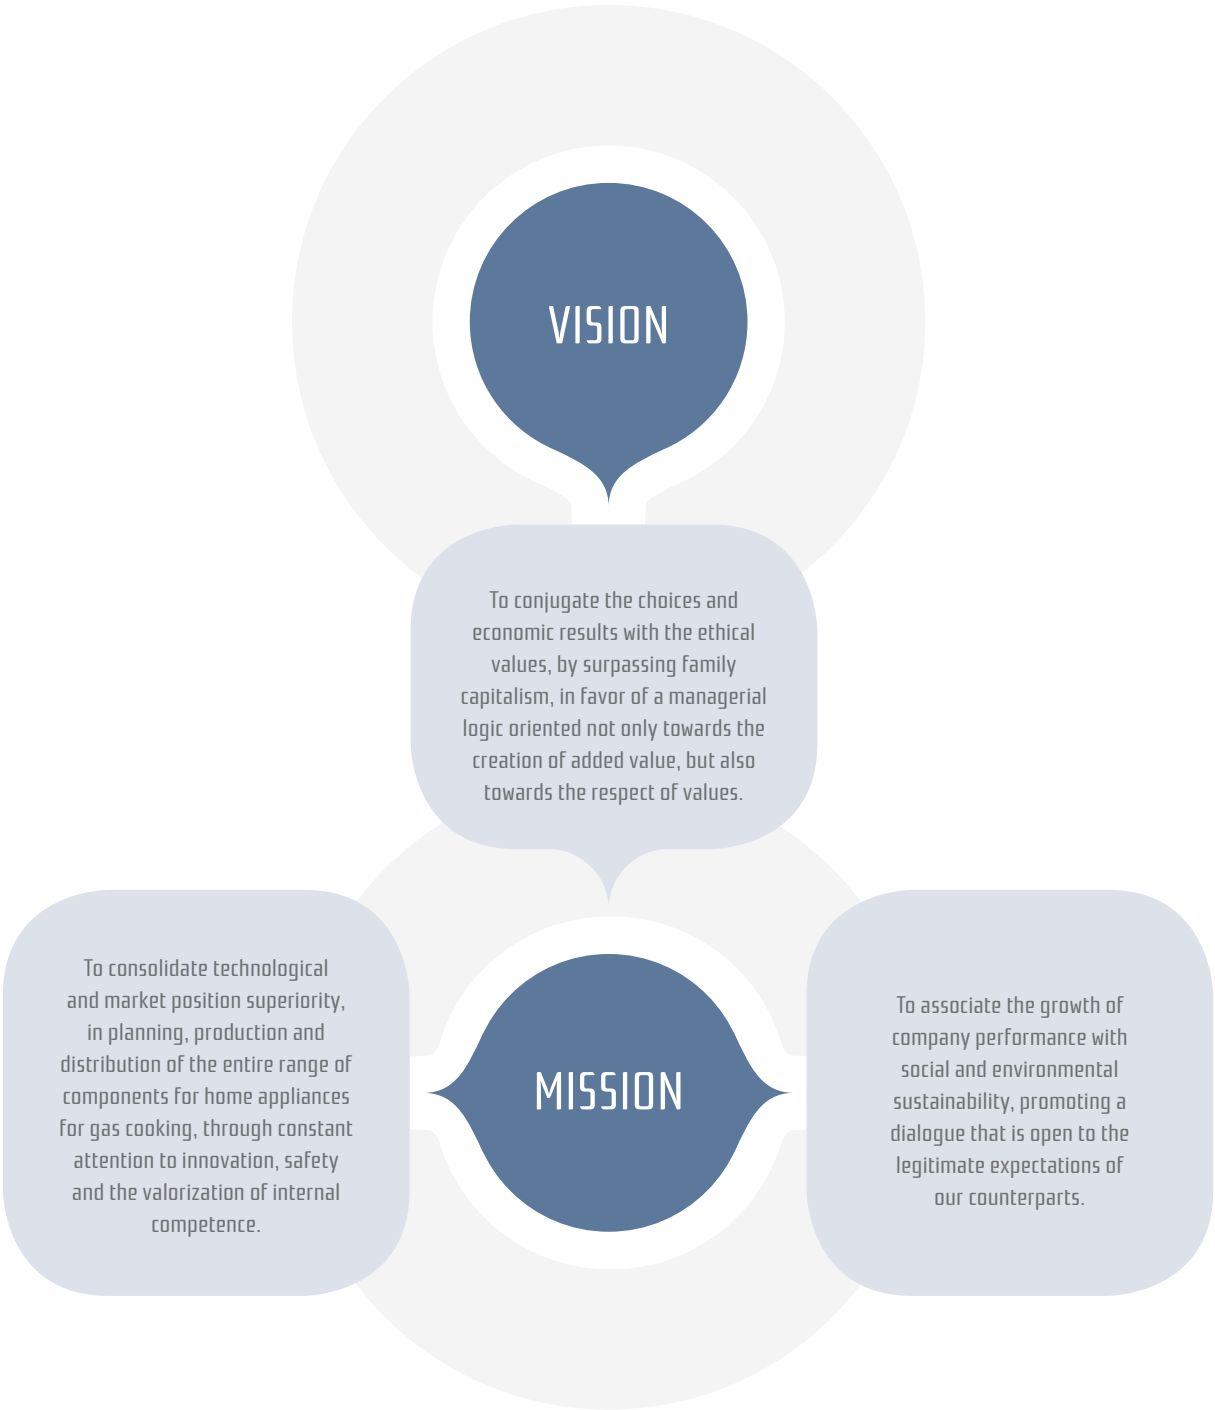 VISION
To conjugate the choices and
economic results with the ethical
values, by surpassing family
capitalism, in favor of a managerial
logic oriented not only towards the
creation of added value, but also
towards the respect of values.
To consolidate technological
and market position superiority,
in planning, production and
distribution of the entire range of
components for home appliances
for gas cooking, through constant
attention to innovation, safety
and the valorization of internal
competence.
MISSION
To associate the growth of
company performance with
social and environmental
sustainability, promoting a
dialogue that is open to the
legitimate expectations of
our counterparts.